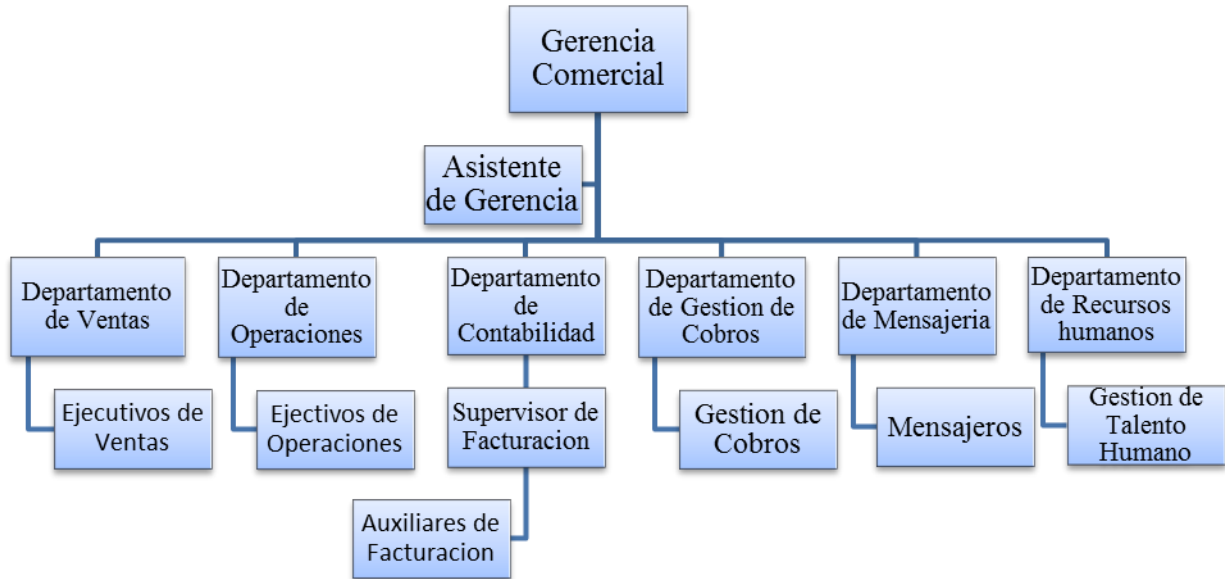 Gerencia
Comercial
Asistente
de Gerencia
Departamento
de Ventas
Departamento
de
Operaciones
Departamento
de
Contabilidad
Departamento
de Gestion de
Cobros
Departamento
de Mensajeria
Departamento
de Recursos
humanos
Ejecutivos de
Ventas
Ejectivos de
Operaciones
Supervisor de
Facturacion
Gestion de
Cobros
Mensajeros
Gestion de
Talento
Humano
Auxiliares de
Facturacion